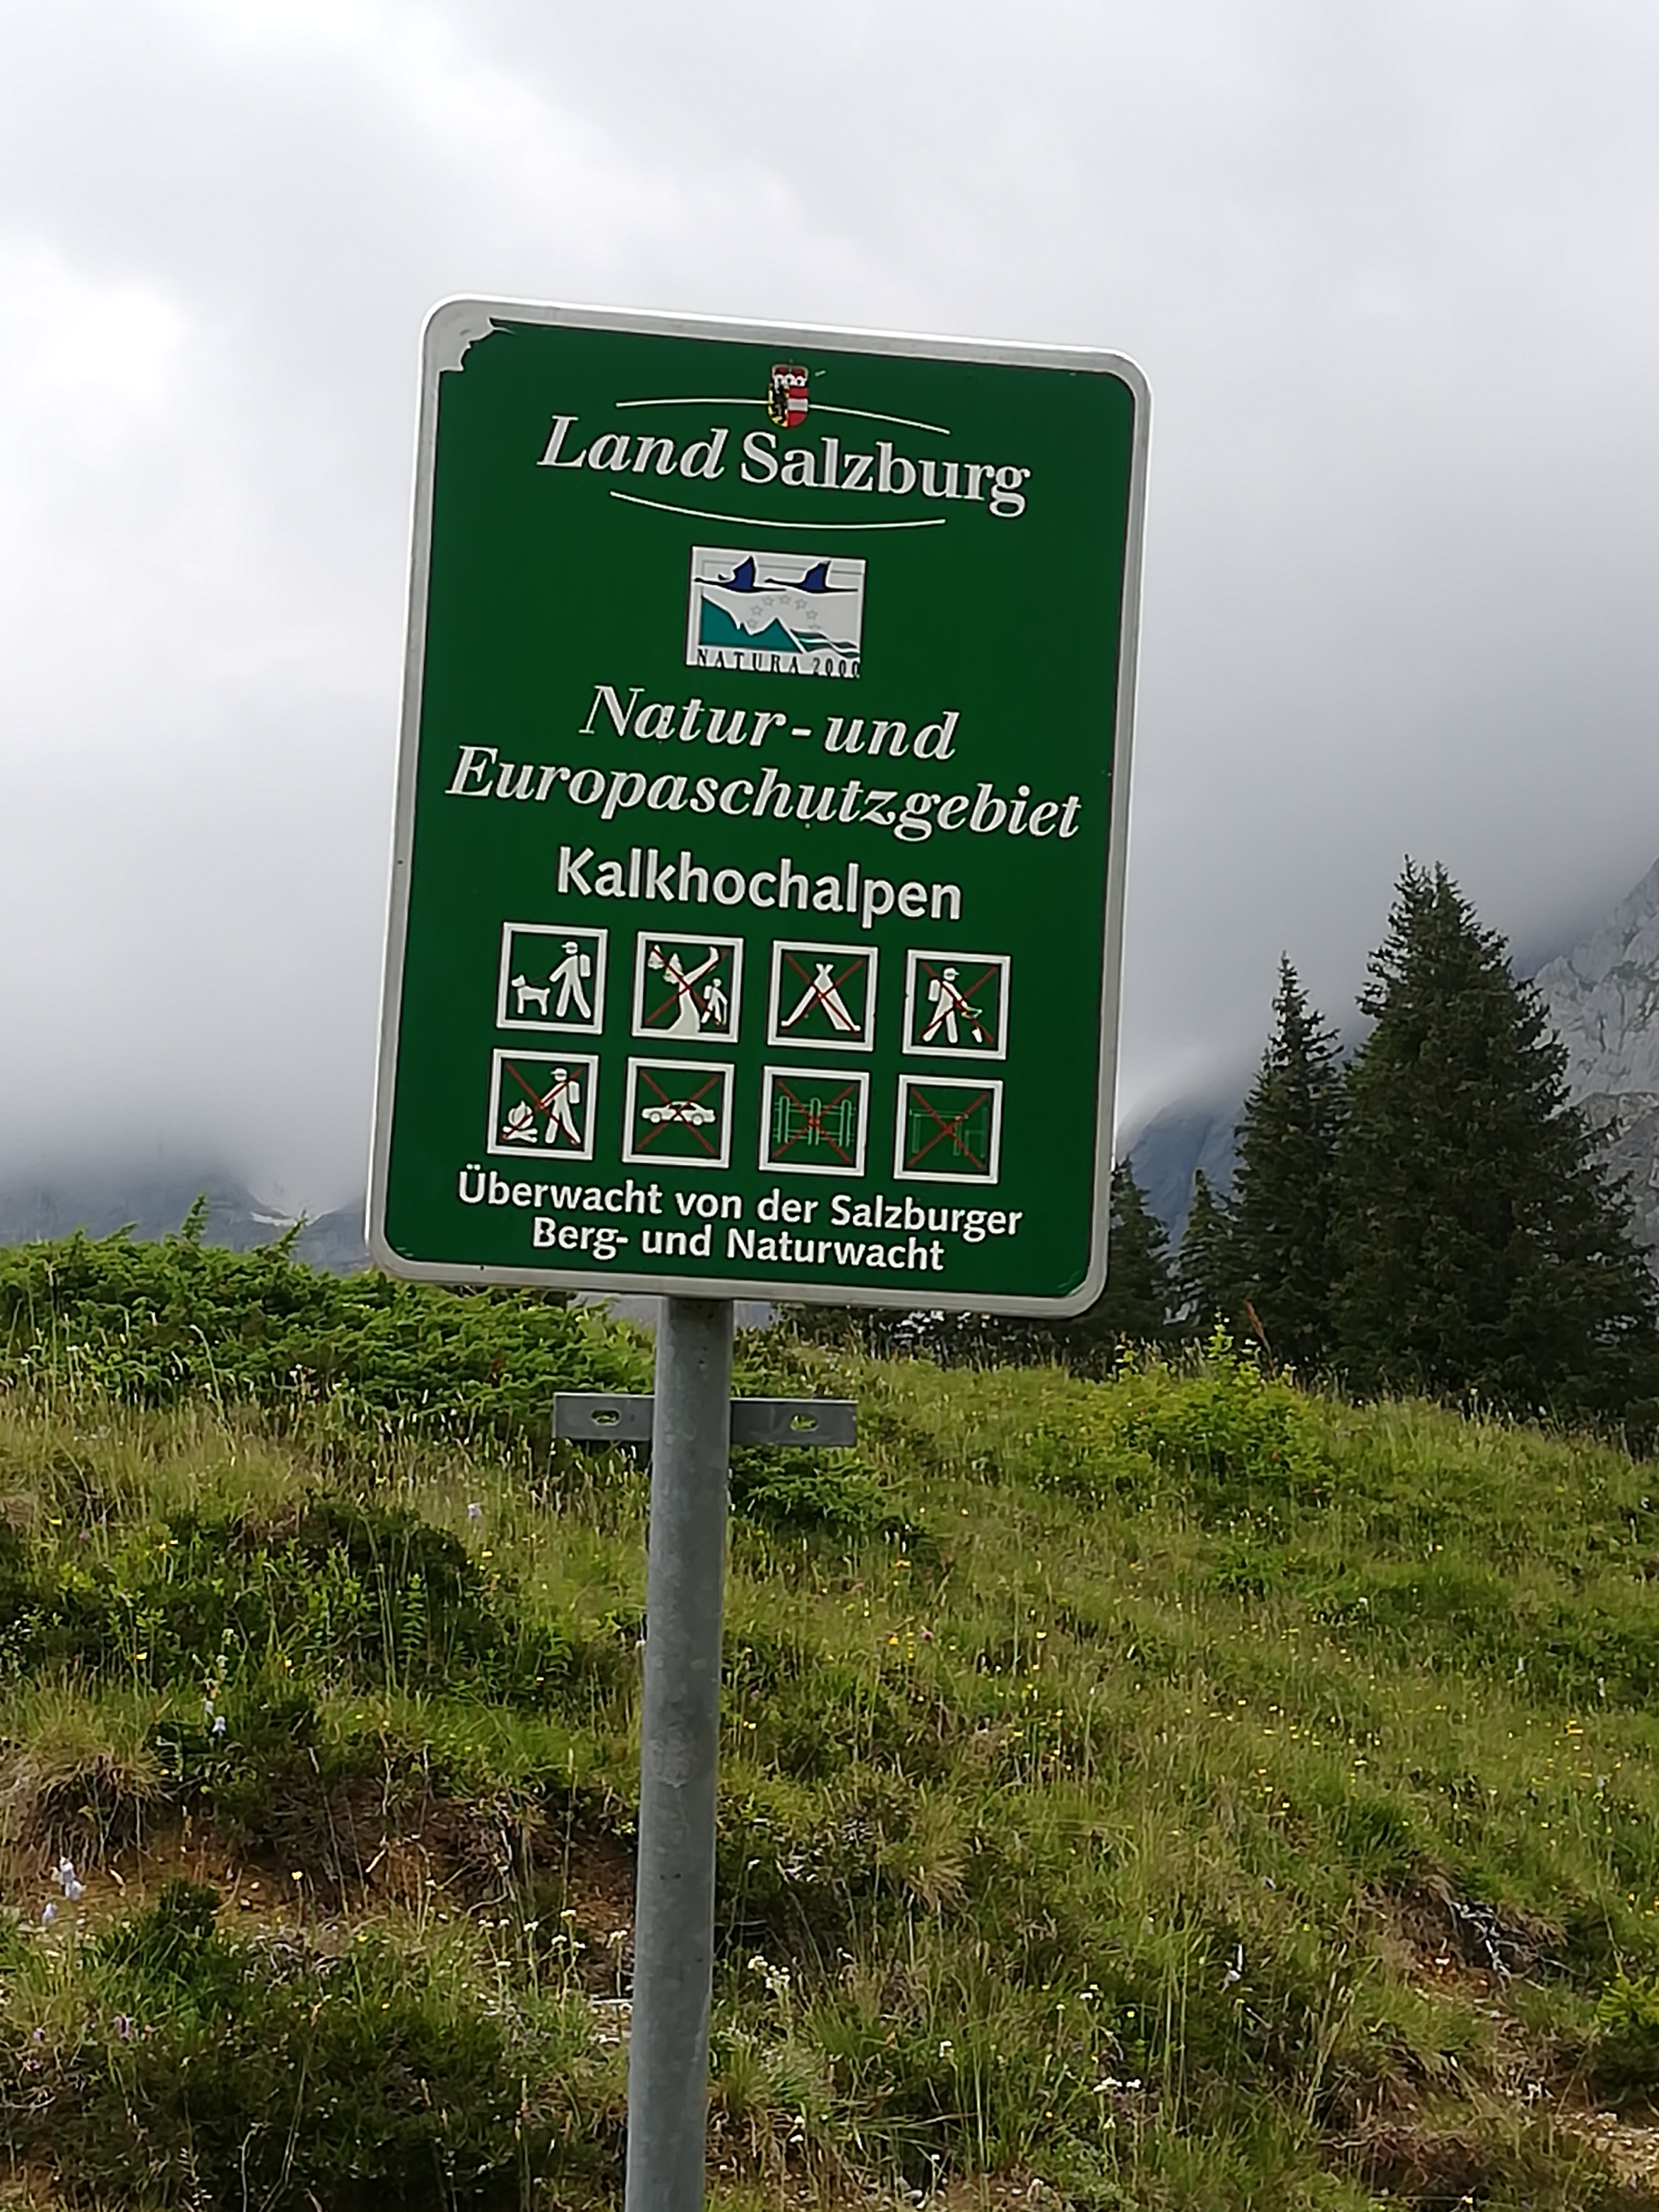 Land Salzburg
NATURA 2000
Natur- und
Europaschutzgebiet
Kalkhochalpen
Überwacht von der Salzburger
Berg- und Naturwacht